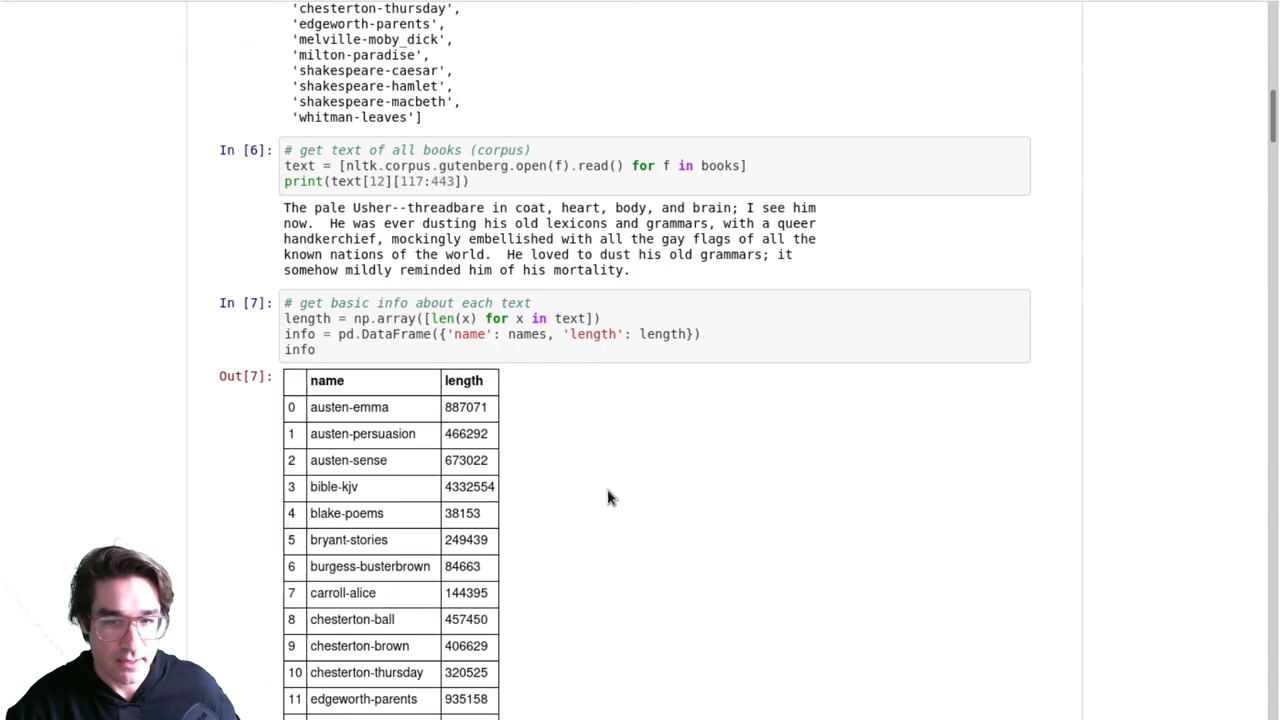 'chesterton-thursday',
'edgeworth-parents',
'melville-moby_dick',
'milton-paradise',
'shakespeare-caesar',
'shakespeare-hamlet',
'shakespeare-macbeth',
'whitman-leaves']
In [6]:
# get text of all books (corpus)
text = [nltk.corpus.gutenberg.open(f).read() for f in books]
print(text[12][117:443])
The pale Usher--threadbare in coat, heart, body, and brain; I see him
now.  He was ever dusting his old lexicons and grammars, with a queer
handkerchief, mockingly embellished with all the gay flags of all the
known nations of the world.  He loved to dust his old grammars; it
somehow mildly reminded him of his mortality.
In [7]:
# get basic info about each text
length = np.array([len(x) for x in text])
info = pd.DataFrame({'name': names, 'length': length})
info
Out[7]:
name length
0 austen-emma 887071
1 austen-persuasion 466292
2 austen-sense 673022
3 bible-kjv 4332554
4 blake-poems 38153
5 bryant-stories 249439
6 burgess-busterbrown 84663
7 carroll-alice 144395
8 chesterton-ball 457450
9 chesterton-brown 406629
10 chesterton-thursday 320525
11 edgeworth-parents 935158